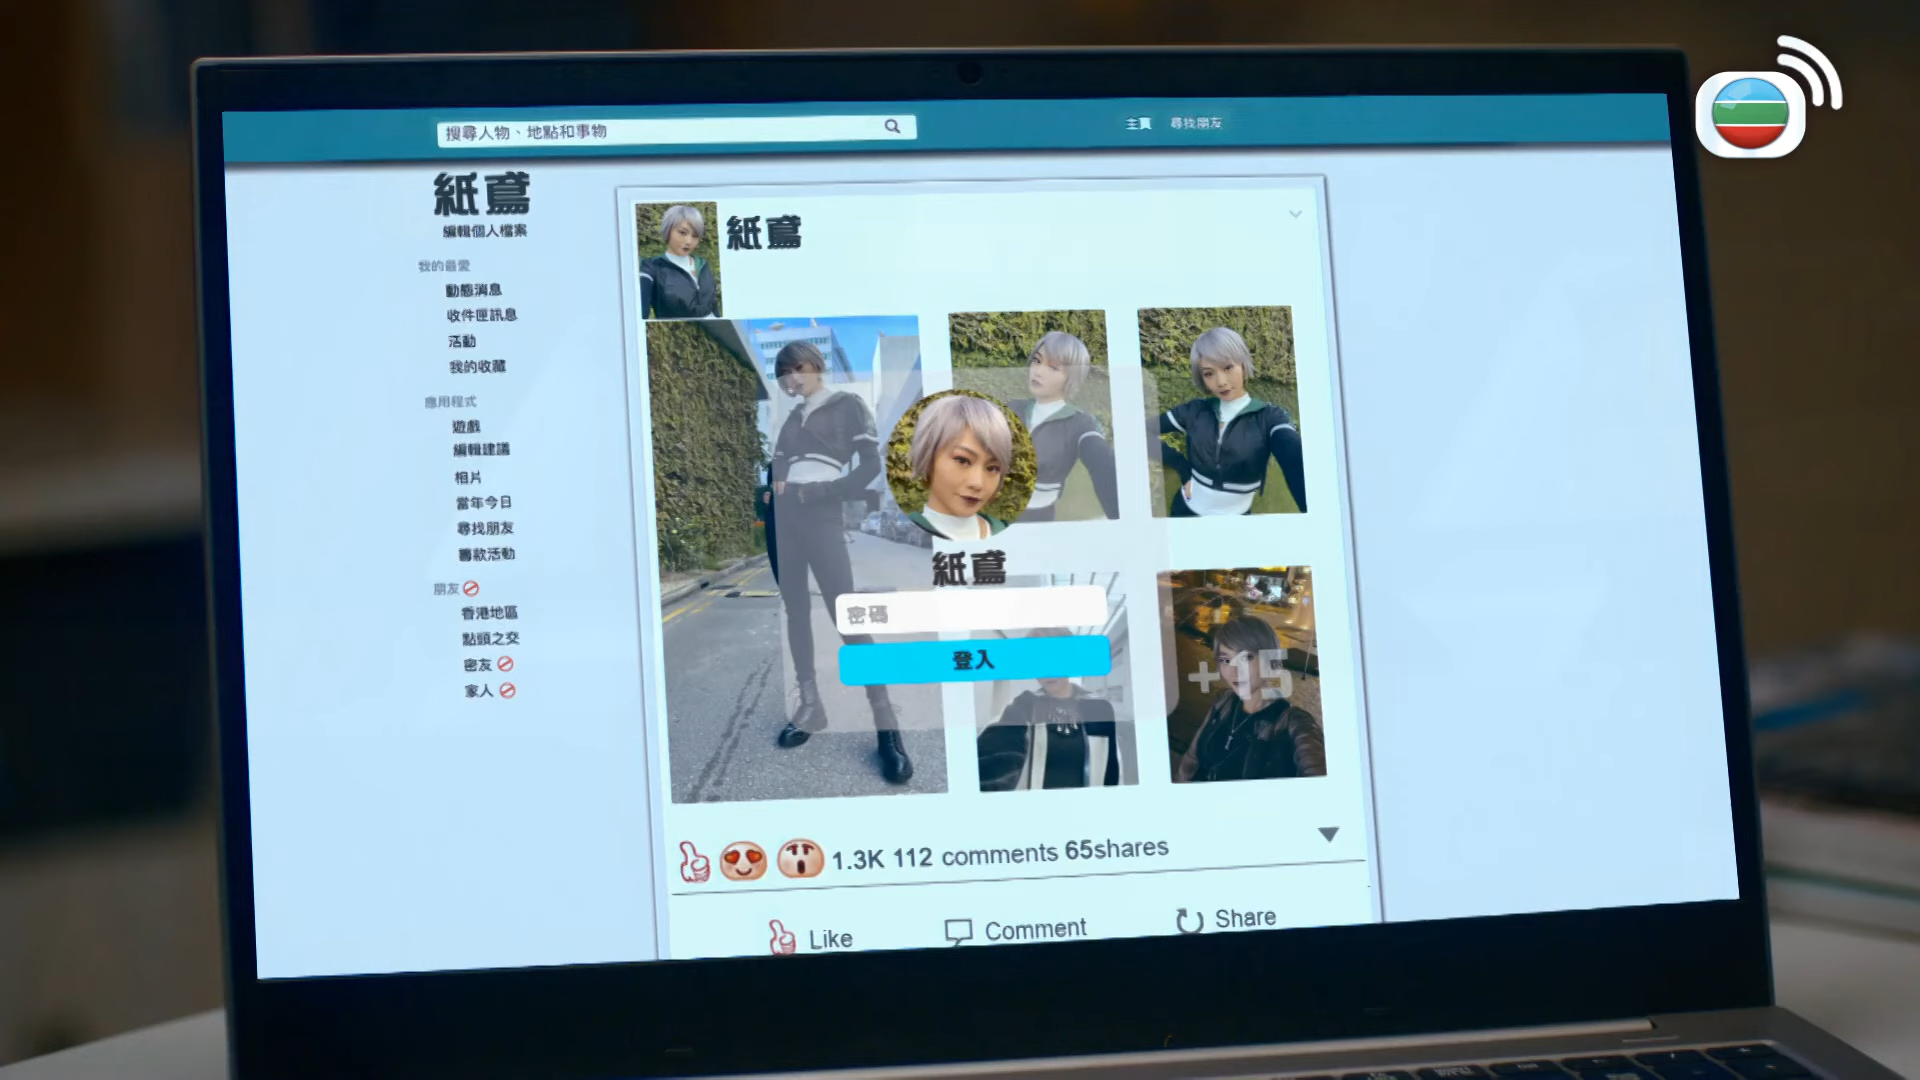 搜尋人物、地點和事物
主頁 尋找朋友
紙鳶
編輯個人檔案
我的最愛
動態消息
收件匣訊息
活動
我的收藏
應用程式
遊戲
編輯建議
相片
當年今日
尋找朋友
籌款活動
朋友
香港地區
點頭之交
密友
家人
紙鳶
紙鳶
密碼
登入
+15
1.3K 112 comments 65shares
Like Comment Share